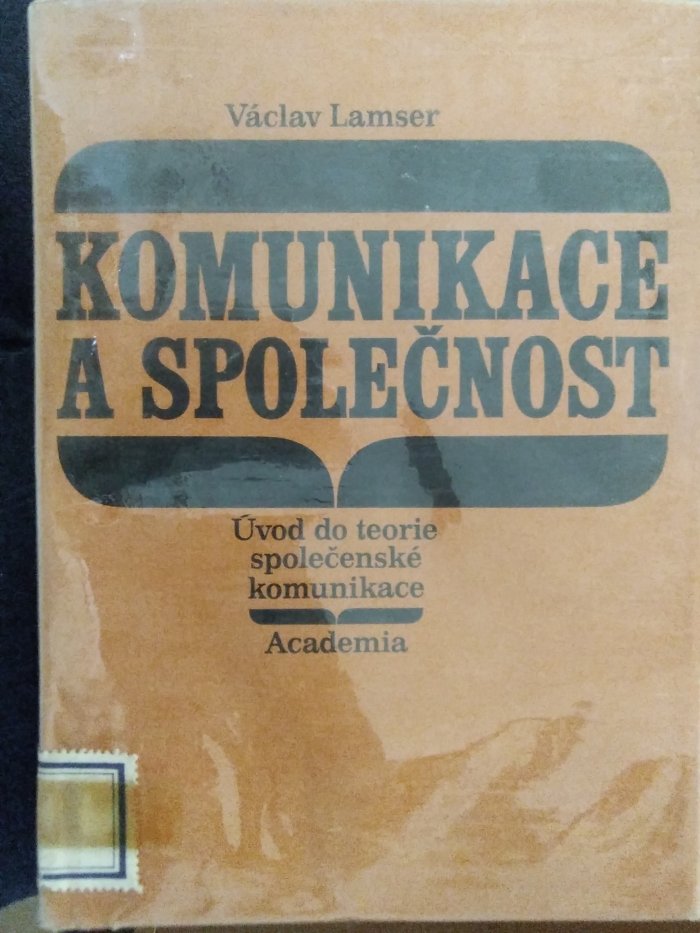 Václav Lamser
KOMUNIKACE
A SPOLEČNOST
Úvod do teorie
společenské
komunikace
Academia